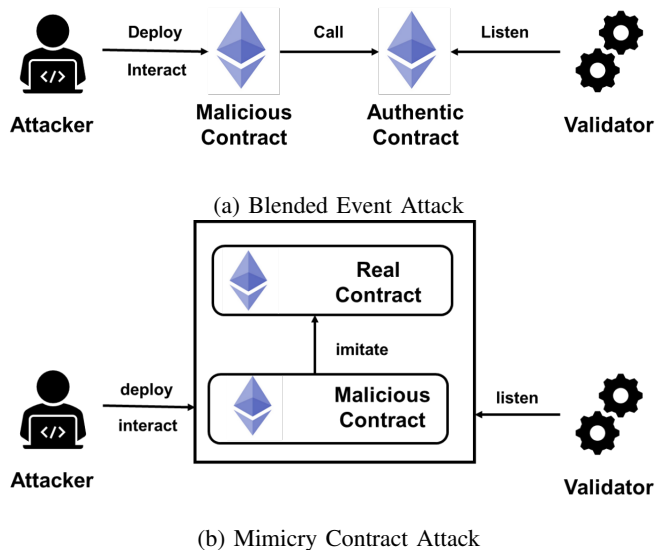 Deploy
Call
Listen
Interact
</>
Attacker
Malicious
Contract
Authentic
Contract
Validator
(a) Blended Event Attack
Real
Contract
imitate
deploy
interact
Malicious
Contract
listen
</>
Attacker
Validator
(b) Mimicry Contract Attack